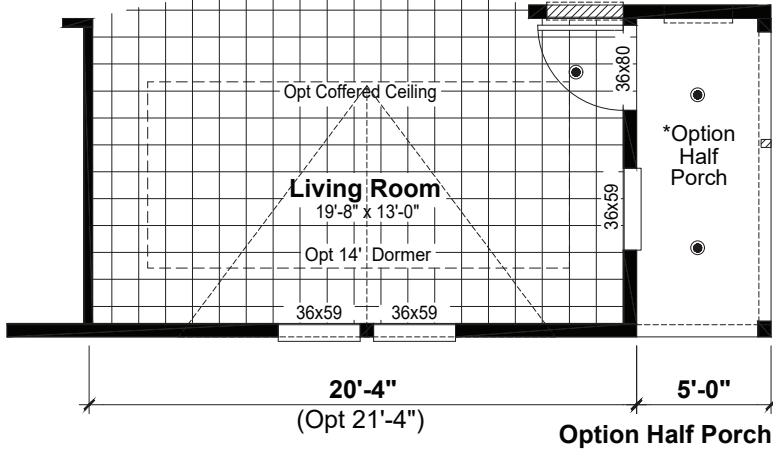 36x80
Opt Coffered Ceiling
*Option
Half
Porch
Living Room
19'-8" x 13'-0"
36x59
Opt 14' Dormer
36x59
36x59
20'-4"
5'-0"
(Opt 21'-4")
Option Half Porch